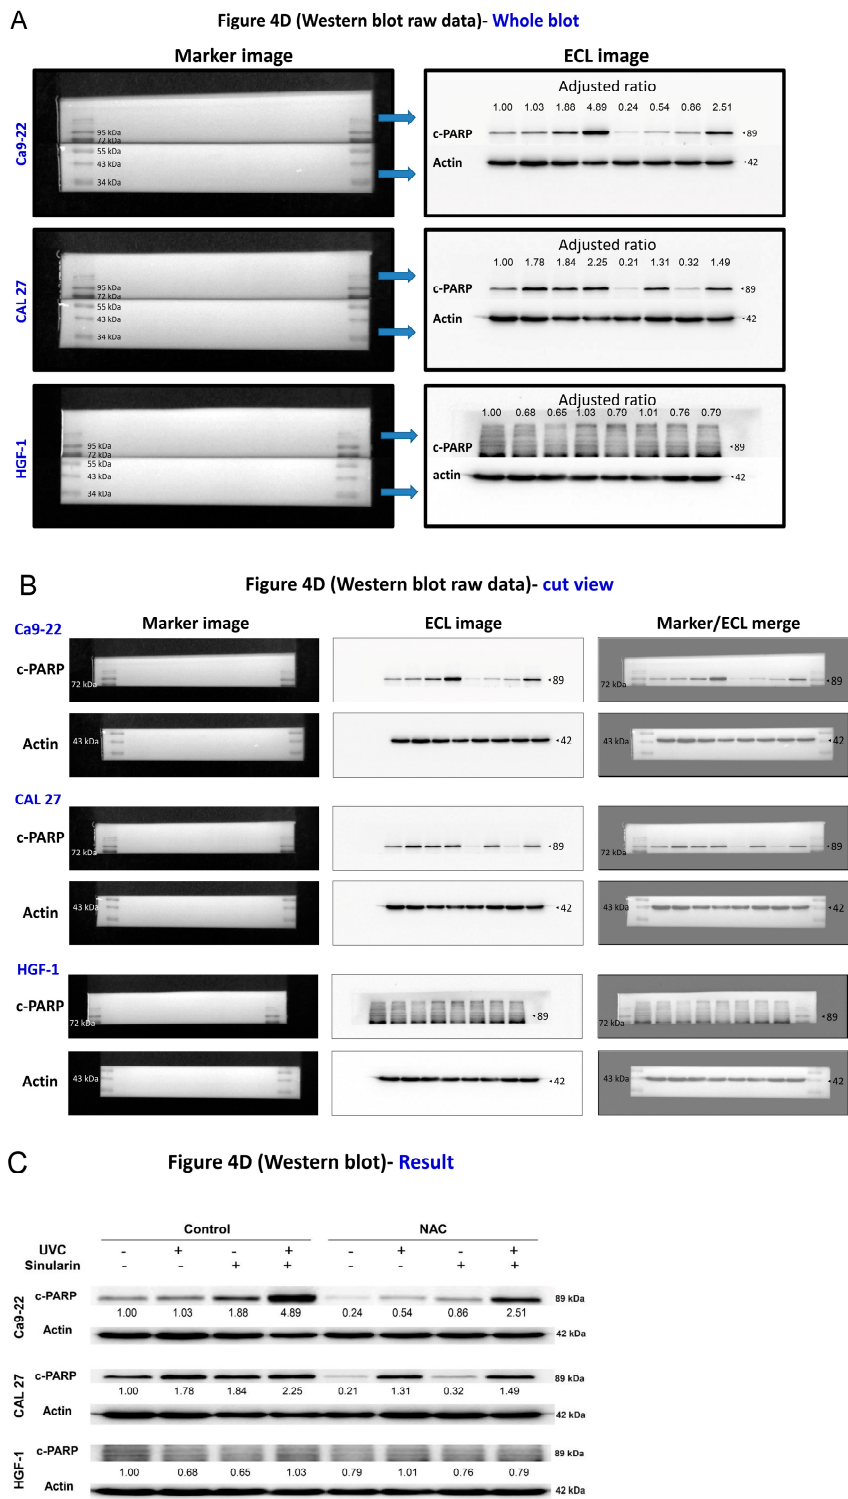 A
Figure 4D (Western blot raw data)- Whole blot
Marker image
ECL image
Ca9-22
95 kDa
72 kDa
55 kDa
43 kDa
34 kDa
Adjusted ratio
1.00 1.03 1.88 4.89 0.24 0.54 0.86 2.51
c-PARP 89
Actin 42
CAL 27
95 kDa
72 kDa
55 kDa
43 kDa
34 kDa
Adjusted ratio
1.00 1.78 1.84 2.25 0.21 1.31 0.32 1.49
c-PARP 89
Actin 42
HGF-1
95 kDa
72 kDa
55 kDa
43 kDa
34 kDa
Adjusted ratio
1.00 0.68 0.65 1.03 0.79 1.01 0.76 0.79
c-PARP 89
actin 42
B
Figure 4D (Western blot raw data)- cut view
Marker image ECL image Marker/ECL merge
Ca9-22
c-PARP 72 kDa 89 72 kDa 89
Actin 43 kDa 42 43 kDa 42
CAL 27
c-PARP 72 kDa 89 72 kDa 89
Actin 43 kDa 42 43 kDa 42
HGF-1
c-PARP 72 kDa 89 72 kDa 89
Actin 43 kDa 42 43 kDa 42
C
Figure 4D (Western blot)- Result
Control NAC
UVC - + - + - + - +
Sinularin - - + + - - + +
Ca9-22
c-PARP 89 kDa
1.00 1.03 1.88 4.89 0.24 0.54 0.86 2.51
Actin 42 kDa
CAL 27
c-PARP 89 kDa
1.00 1.78 1.84 2.25 0.21 1.31 0.32 1.49
Actin 42 kDa
HGF-1
c-PARP 89 kDa
1.00 0.68 0.65 1.03 0.79 1.01 0.76 0.79
Actin 42 kDa